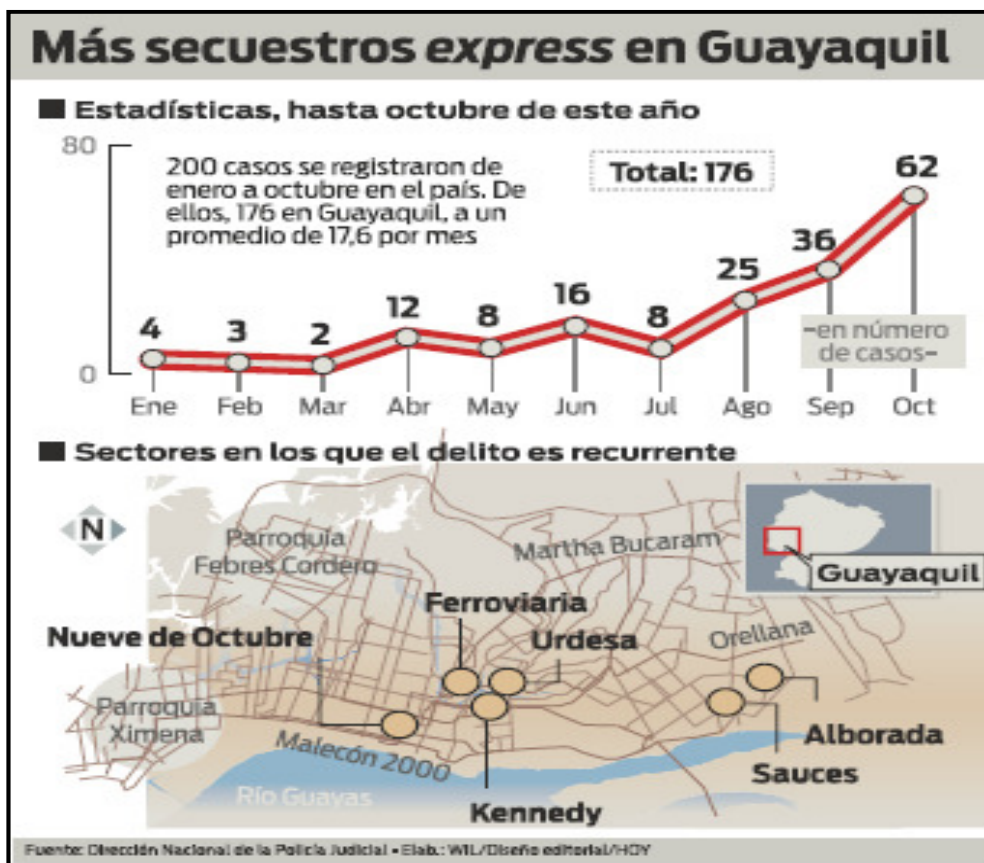 Más secuestros express en Guayaquil
■ Estadísticas, hasta octubre de este año
80
200 casos se registraron de
enero a octubre en el país. De
ellos, 176 en Guayaquil, a un
promedio de 17,6 por mes
Total: 176
4
3
2
12
8
16
8
25
36
62
-en número
de casos-
0
Ene Feb Mar Abr May Jun Jul Ago Sep Oct
■ Sectores en los que el delito es recurrente
N
Parroquia
Febres Cordero
Martha Bucaram
Guayaquil
Ferroviaria
Nueve de Octubre
Urdesa
Orellana
Parroquia
Ximena
Malecón 2000
Alborada
Sauces
Río Guayas
Kennedy
Fuente: Dirección Nacional de la Policía Judicial • Elab.: WIL/Diseño editorial/HOY